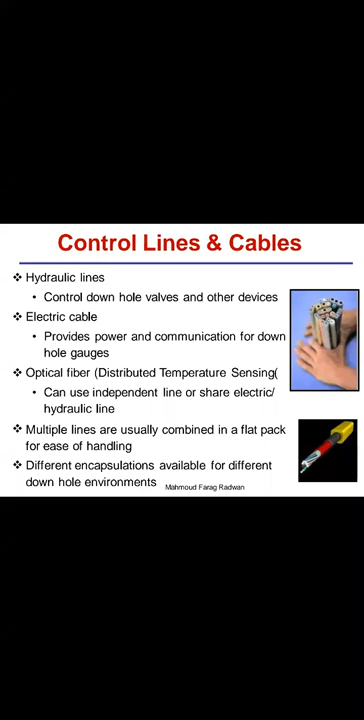 Control Lines & Cables
❖ Hydraulic lines
• Control down hole valves and other devices
❖ Electric cable
• Provides power and communication for down
hole gauges
❖ Optical fiber (Distributed Temperature Sensing(
• Can use independent line or share electric/
hydraulic line
❖ Multiple lines are usually combined in a flat pack
for ease of handling
❖ Different encapsulations available for different
down hole environments
Mahmoud Farag Radwan